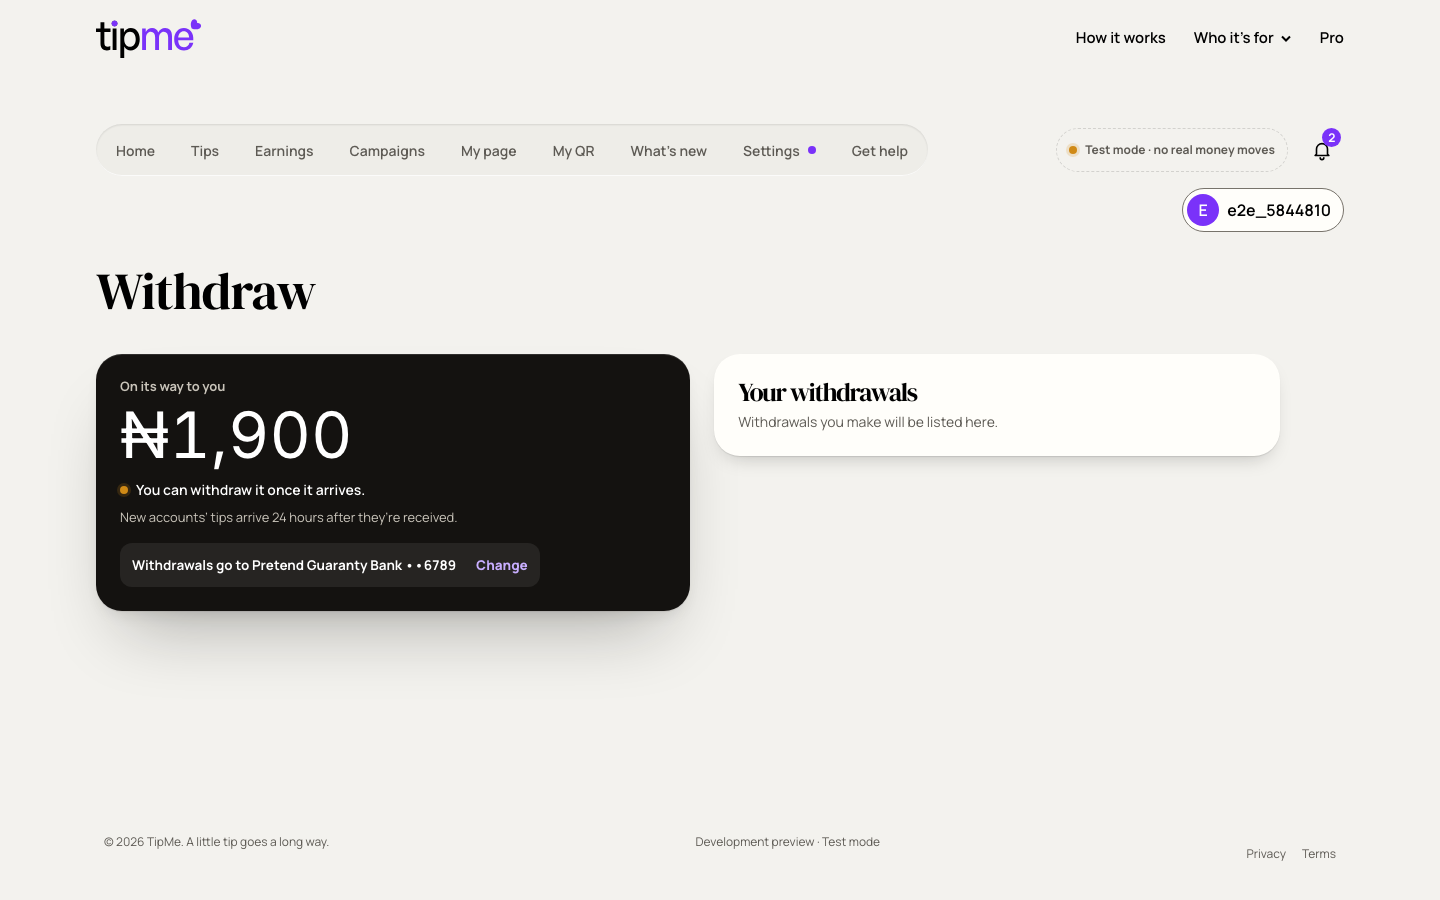 tipme
How it works
Who it's for
Pro
Home
Tips
Earnings
Campaigns
My page
My QR
What's new
Settings
Get help
Test mode · no real money moves
2
E
e2e_5844810
Withdraw
On its way to you
₦1,900
You can withdraw it once it arrives.
New accounts' tips arrive 24 hours after they're received.
Withdrawals go to Pretend Guaranty Bank ••6789
Change
Your withdrawals
Withdrawals you make will be listed here.
© 2026 TipMe. A little tip goes a long way.
Development preview · Test mode
Privacy
Terms